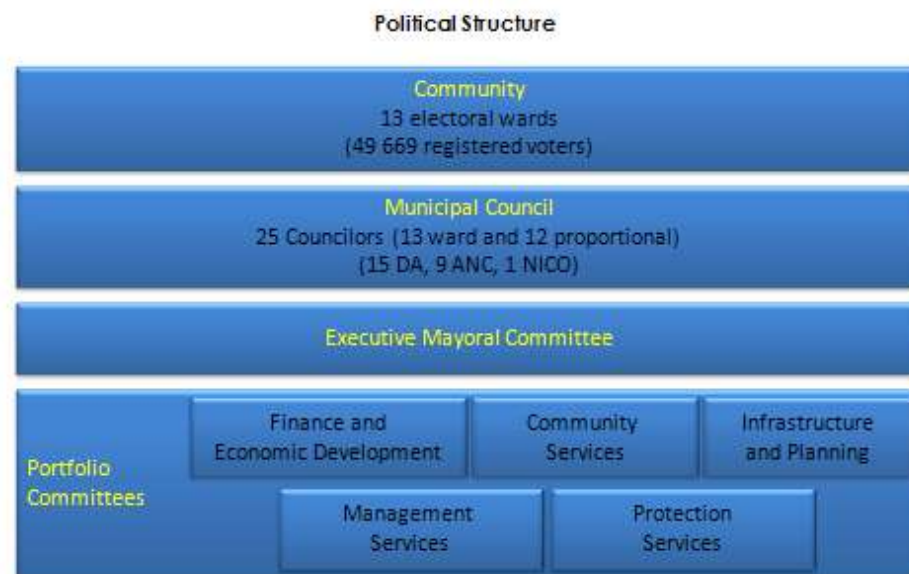 Political Structure
Community
13 electoral wards
(49 669 registered voters)
Municipal Council
25 Councilors (13 ward and 12 proportional)
(15 DA, 9 ANC, 1 NICO)
Executive Mayoral Committee
Portfolio
Committees
Finance and
Economic Development
Community
Services
Infrastructure
and Planning
Management
Services
Protection
Services